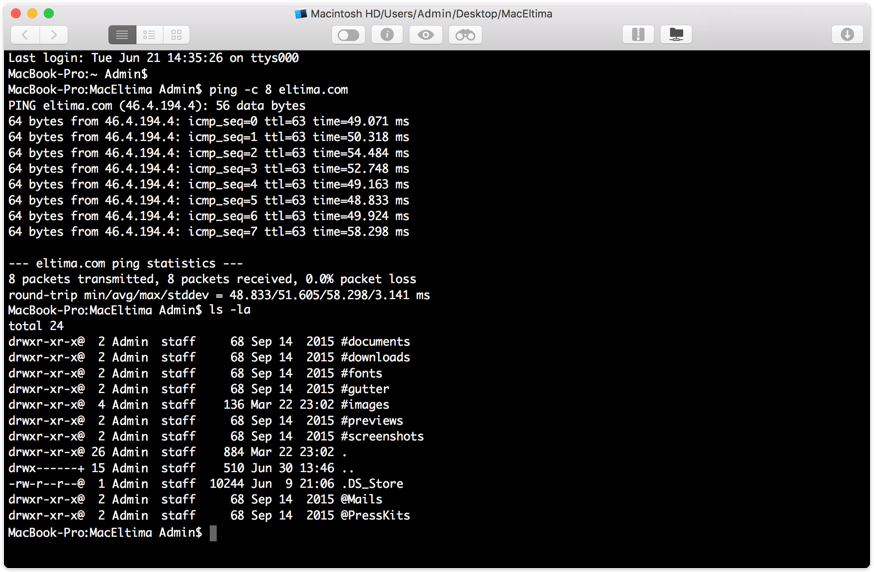 Macintosh HD/Users/Admin/Desktop/MacEltima
Last login: Tue Jun 21 14:35:26 on ttys000
MacBook-Pro:~ Admin$
MacBook-Pro:MacEltima Admin$ ping -c 8 eltima.com
PING eltima.com (46.4.194.4): 56 data bytes
64 bytes from 46.4.194.4: icmp_seq=0 ttl=63 time=49.071 ms
64 bytes from 46.4.194.4: icmp_seq=1 ttl=63 time=50.318 ms
64 bytes from 46.4.194.4: icmp_seq=2 ttl=63 time=54.484 ms
64 bytes from 46.4.194.4: icmp_seq=3 ttl=63 time=52.748 ms
64 bytes from 46.4.194.4: icmp_seq=4 ttl=63 time=49.163 ms
64 bytes from 46.4.194.4: icmp_seq=5 ttl=63 time=48.833 ms
64 bytes from 46.4.194.4: icmp_seq=6 ttl=63 time=49.924 ms
64 bytes from 46.4.194.4: icmp_seq=7 ttl=63 time=58.298 ms

--- eltima.com ping statistics ---
8 packets transmitted, 8 packets received, 0.0% packet loss
round-trip min/avg/max/stddev = 48.833/51.605/58.298/3.141 ms
MacBook-Pro:MacEltima Admin$ ls -la
total 24
drwxr-xr-x@  2 Admin  staff     68 Sep 14  2015 #documents
drwxr-xr-x@  2 Admin  staff     68 Sep 14  2015 #downloads
drwxr-xr-x@  2 Admin  staff     68 Sep 14  2015 #fonts
drwxr-xr-x@  2 Admin  staff     68 Sep 14  2015 #gutter
drwxr-xr-x@  4 Admin  staff    136 Mar 22 23:02 #images
drwxr-xr-x@  2 Admin  staff     68 Sep 14  2015 #previews
drwxr-xr-x@  2 Admin  staff     68 Sep 14  2015 #screenshots
drwxr-xr-x@ 26 Admin  staff    884 Mar 22 23:02 .
drwx------+ 15 Admin  staff    510 Jun 30 13:46 ..
-rw-r--r--@  1 Admin  staff  10244 Jun  9 21:06 .DS_Store
drwxr-xr-x@  2 Admin  staff     68 Sep 14  2015 @Mails
drwxr-xr-x@  2 Admin  staff     68 Sep 14  2015 @PressKits
MacBook-Pro:MacEltima Admin$